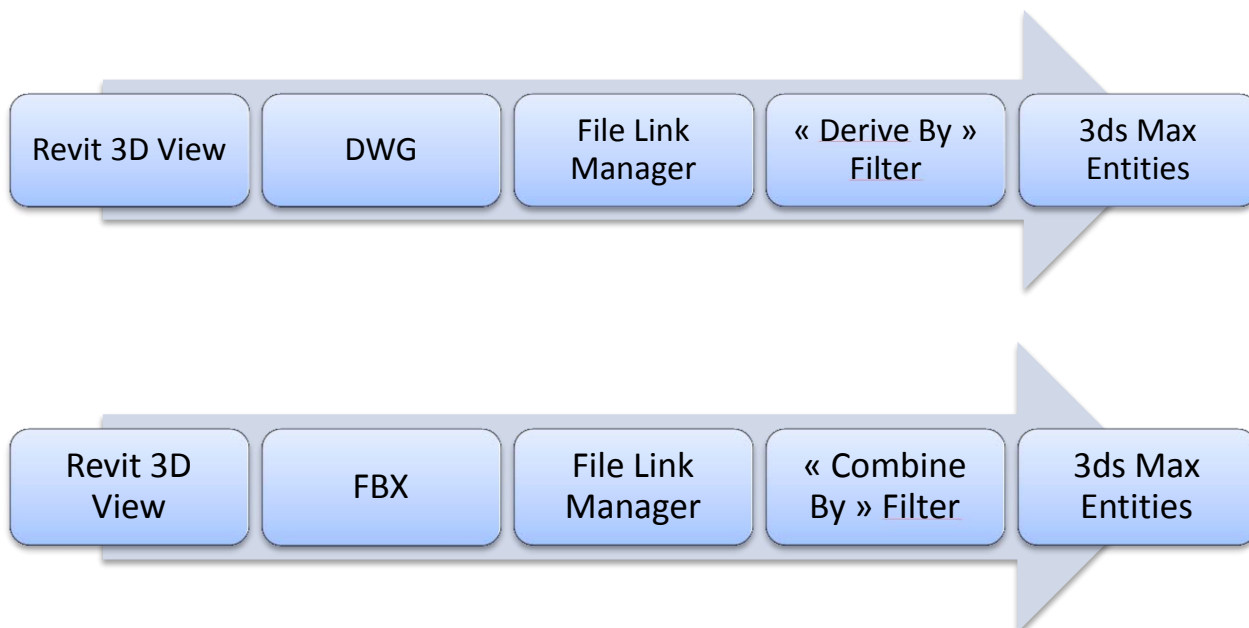 Revit 3D View
DWG
File Link
Manager
« Derive By »
Filter
3ds Max
Entities
Revit 3D
View
FBX
File Link
Manager
« Combine
By » Filter
3ds Max
Entities